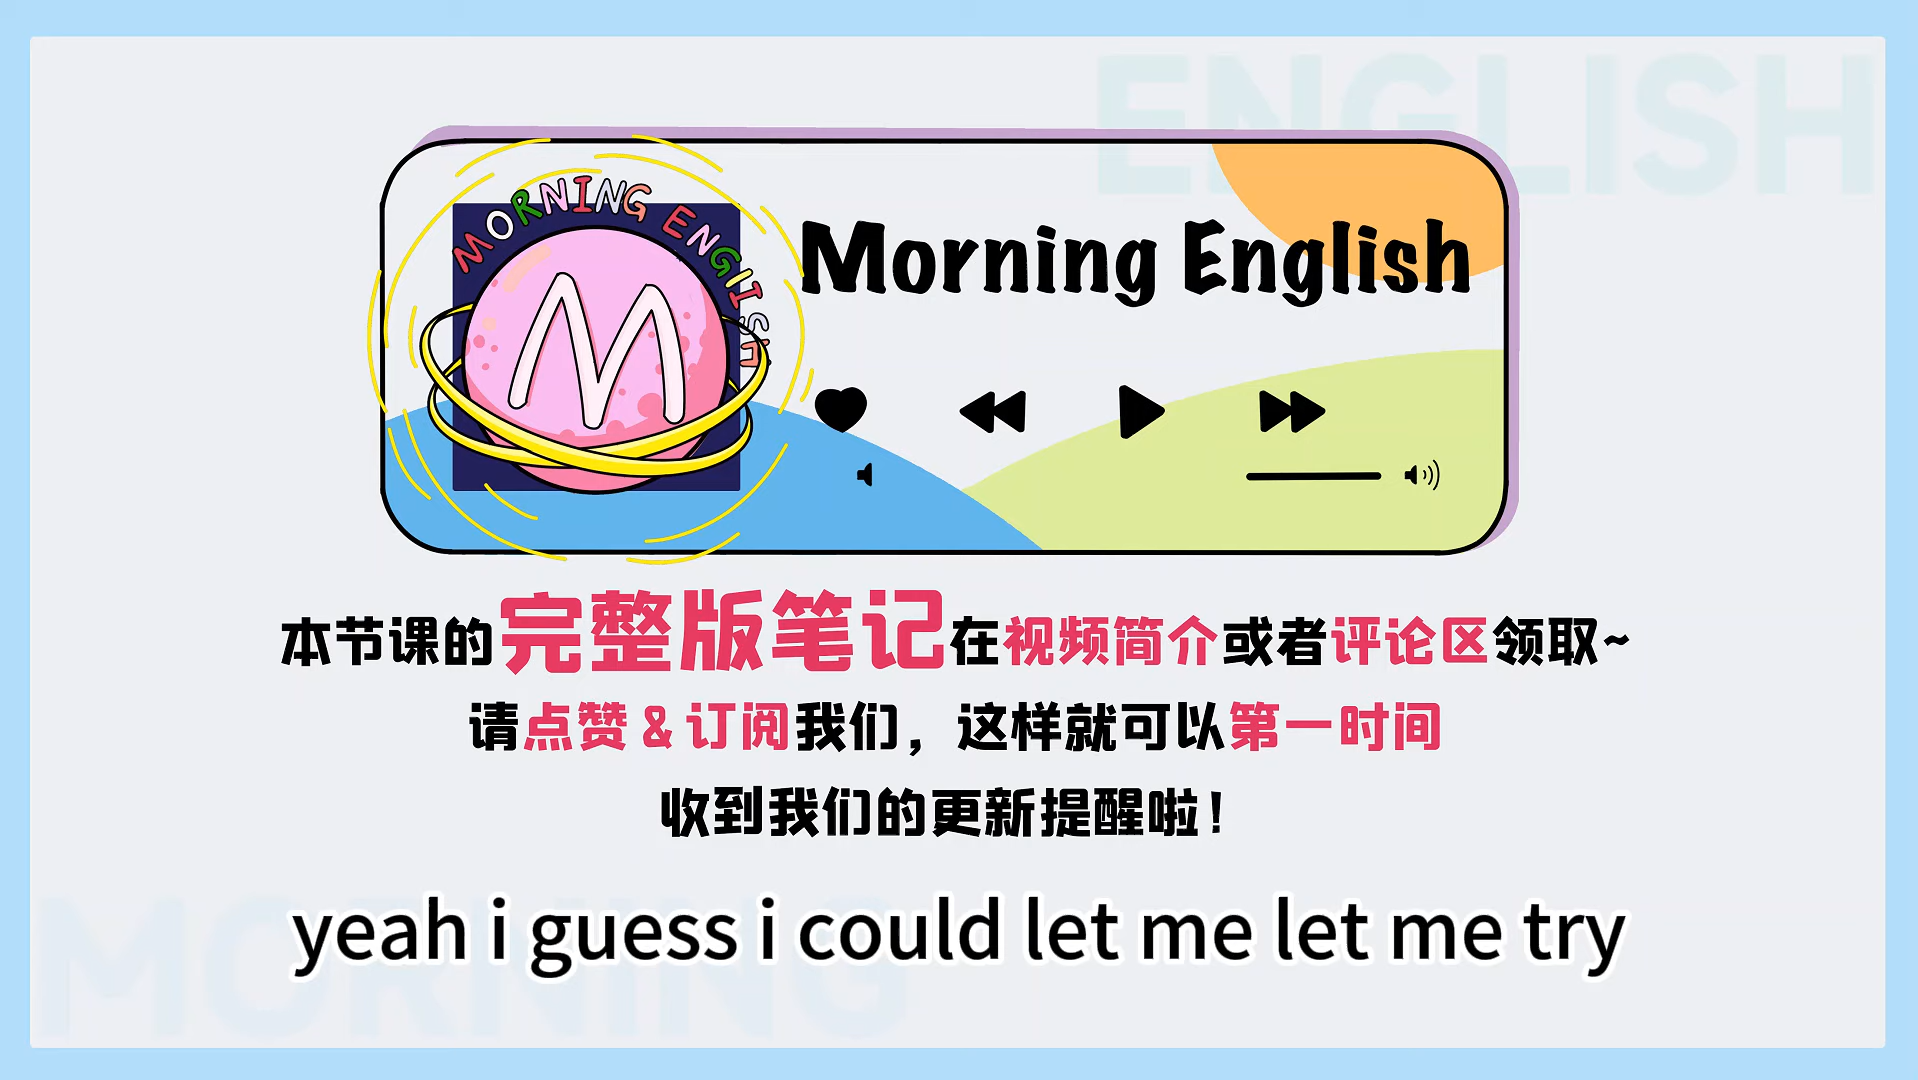 ENGLISH
MORNING ENGLISH
M
Morning English
本节课的完整版笔记在视频简介或者评论区领取~
请点赞&订阅我们，这样就可以第一时间
收到我们的更新提醒啦！
yeah i guess i could let me let me try
MORNING